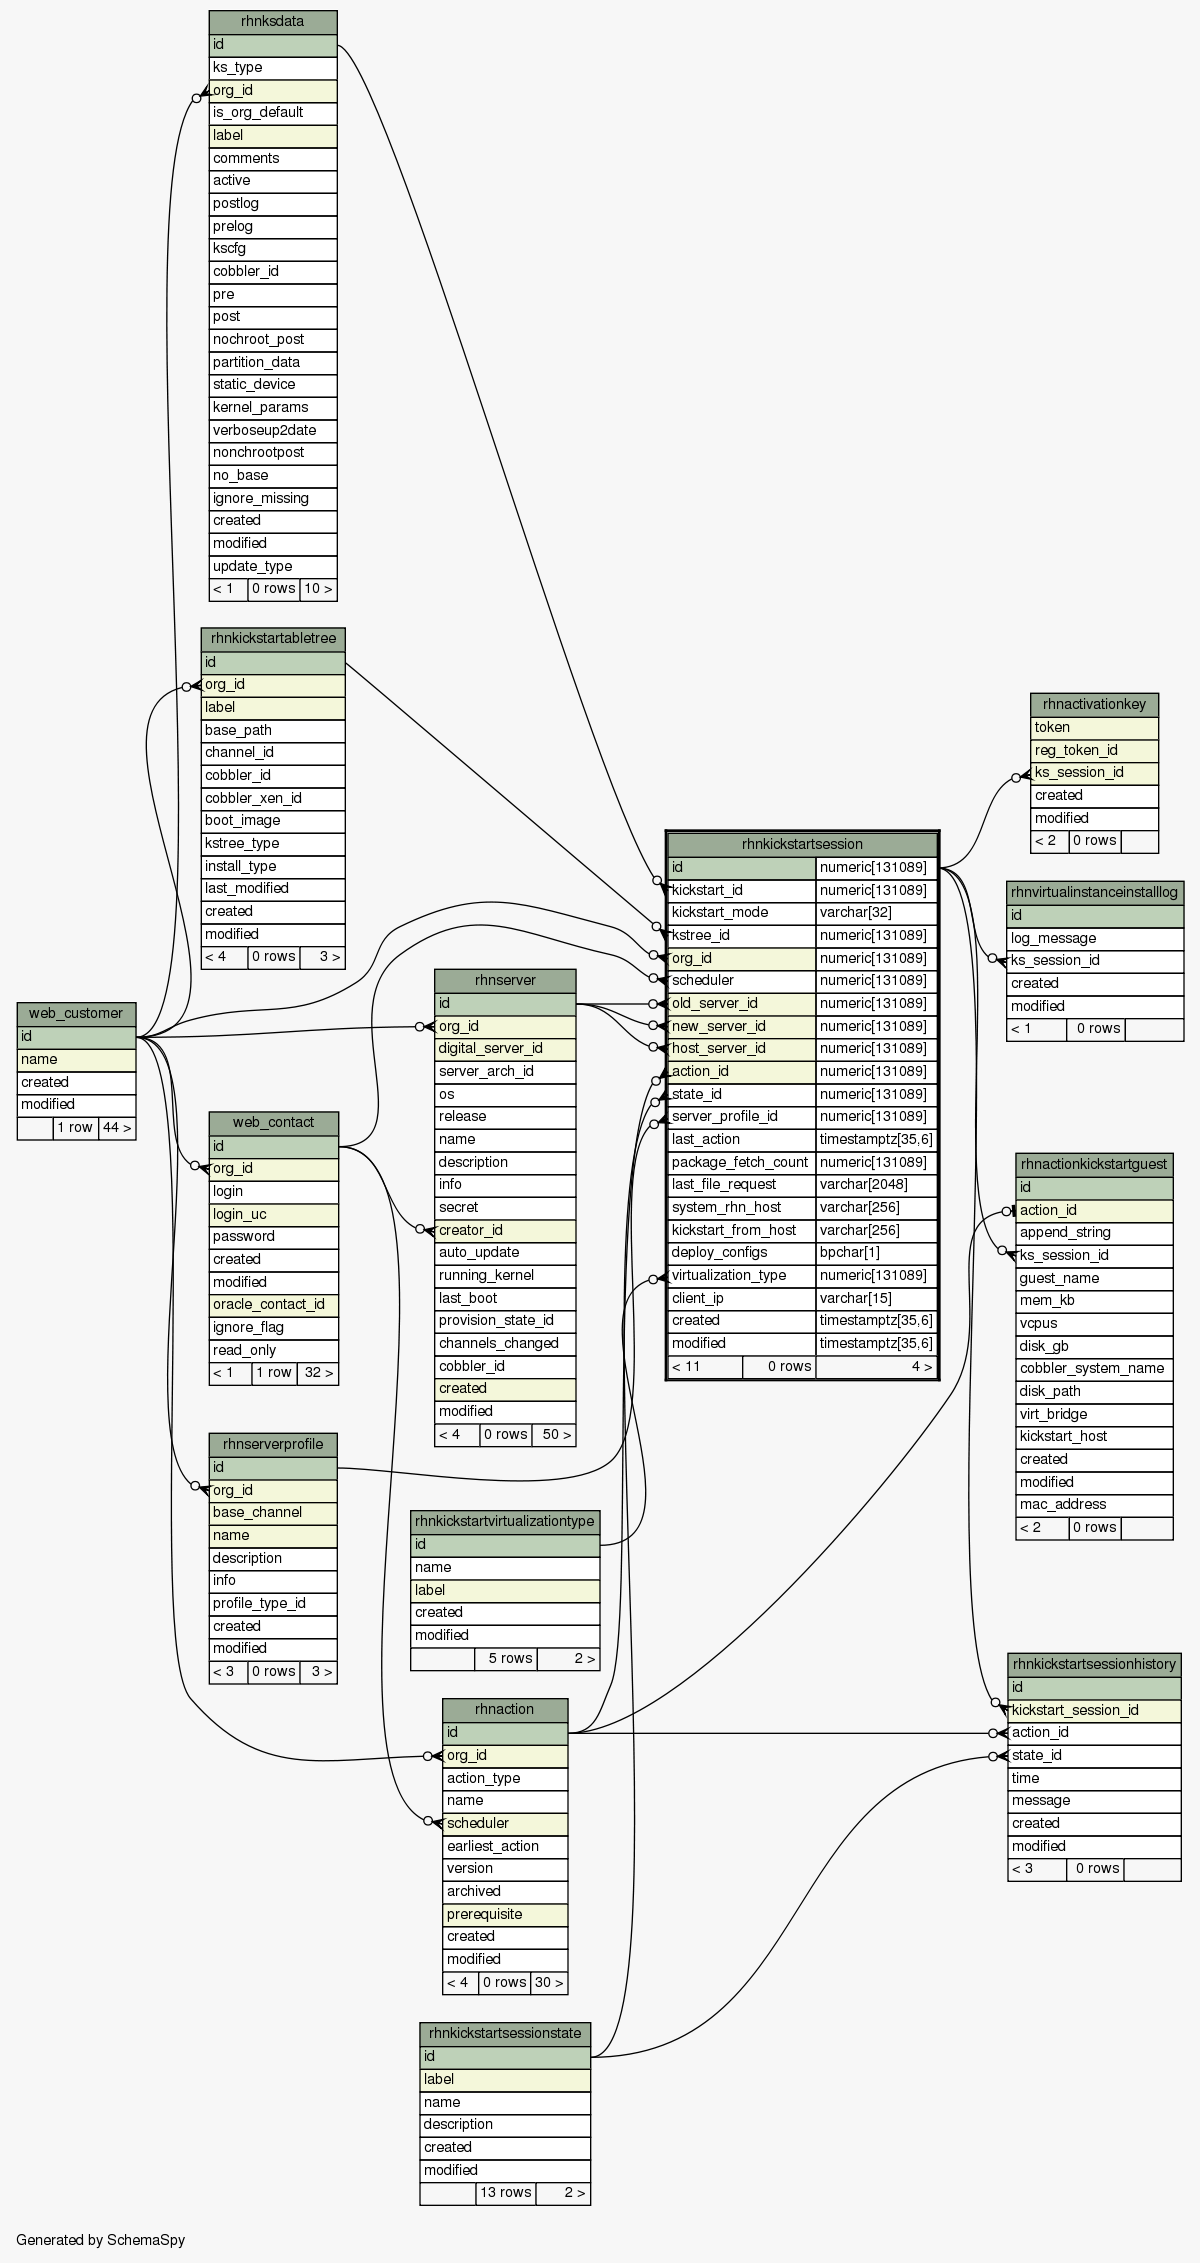 rhnksdata
id
ks_type
org_id
is_org_default
label
comments
active
postlog
prelog
kscfg
cobbler_id
pre
post
nochroot_post
partition_data
static_device
kernel_params
verboseup2date
nonchrootpost
no_base
ignore_missing
created
modified
update_type
< 1 0 rows 10 >
rhnkickstartabletree
id
org_id
label
base_path
channel_id
cobbler_id
cobbler_xen_id
boot_image
kstree_type
install_type
last_modified
created
modified
< 4 0 rows 3 >
web_customer
id
name
created
modified
1 row 44 >
web_contact
id
org_id
login
login_uc
password
created
modified
oracle_contact_id
ignore_flag
read_only
< 1 1 row 32 >
rhnserverprofile
id
org_id
base_channel
name
description
info
profile_type_id
created
modified
< 3 0 rows 3 >
rhnserver
id
org_id
digital_server_id
server_arch_id
os
release
name
description
info
secret
creator_id
auto_update
running_kernel
last_boot
provision_state_id
channels_changed
cobbler_id
created
modified
< 4 0 rows 50 >
rhnkickstartvirtualizationtype
id
name
label
created
modified
5 rows 2 >
rhnaction
id
org_id
action_type
name
scheduler
earliest_action
version
archived
prerequisite
created
modified
< 4 0 rows 30 >
rhnkickstartsessionstate
id
label
name
description
created
modified
13 rows 2 >
rhnkickstartsession
id numeric[131089]
kickstart_id numeric[131089]
kickstart_mode varchar[32]
kstree_id numeric[131089]
org_id numeric[131089]
scheduler numeric[131089]
old_server_id numeric[131089]
new_server_id numeric[131089]
host_server_id numeric[131089]
action_id numeric[131089]
state_id numeric[131089]
server_profile_id numeric[131089]
last_action timestamptz[35,6]
package_fetch_count numeric[131089]
last_file_request varchar[2048]
system_rhn_host varchar[256]
kickstart_from_host varchar[256]
deploy_configs bpchar[1]
virtualization_type numeric[131089]
client_ip varchar[15]
created timestamptz[35,6]
modified timestamptz[35,6]
< 11 0 rows 4 >
rhnactivationkey
token
reg_token_id
ks_session_id
created
modified
< 2 0 rows
rhnvirtualinstanceinstalllog
id
log_message
ks_session_id
created
modified
< 1 0 rows
rhnactionkickstartguest
id
action_id
append_string
ks_session_id
guest_name
mem_kb
vcpus
disk_gb
cobbler_system_name
disk_path
virt_bridge
kickstart_host
created
modified
mac_address
< 2 0 rows
rhnkickstartsessionhistory
id
kickstart_session_id
action_id
state_id
time
message
created
modified
< 3 0 rows
Generated by SchemaSpy